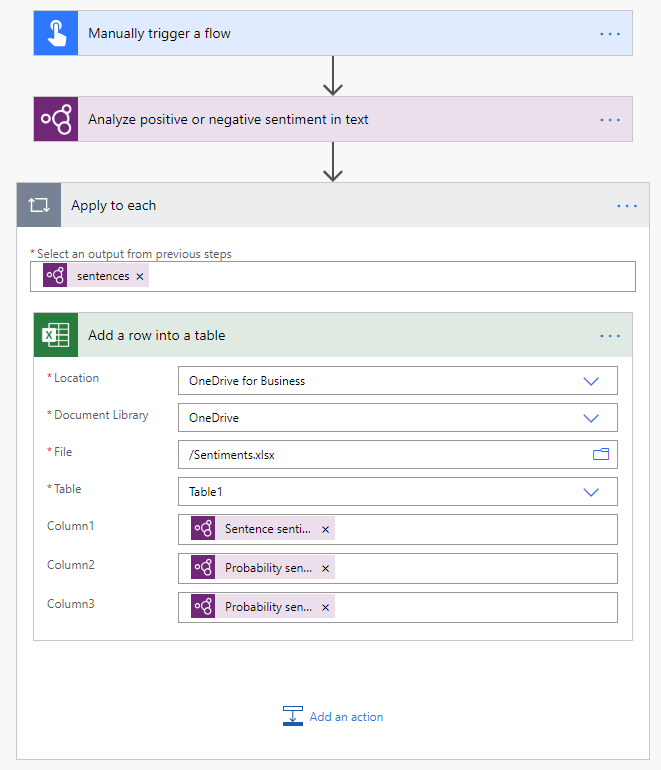 Manually trigger a flow
Analyze positive or negative sentiment in text
Apply to each
* Select an output from previous steps
sentences ×
Add a row into a table
* Location
OneDrive for Business
* Document Library
OneDrive
* File
/Sentiments.xlsx
* Table
Table1
Column1
Sentence senti... ×
Column2
Probability sen... ×
Column3
Probability sen... ×
Add an action